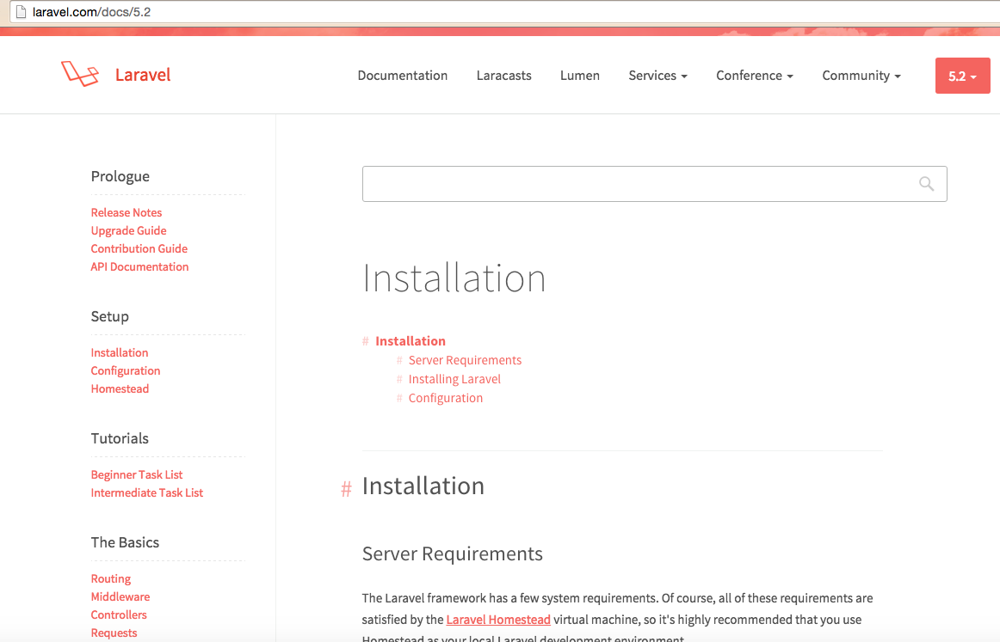 laravel.com/docs/5.2
Laravel
Documentation
Laracasts
Lumen
Services
Conference
Community
5.2
Prologue
Release Notes
Upgrade Guide
Contribution Guide
API Documentation
Setup
Installation
Configuration
Homestead
Tutorials
Beginner Task List
Intermediate Task List
The Basics
Routing
Middleware
Controllers
Requests
Installation
# Installation
# Server Requirements
# Installing Laravel
# Configuration
# Installation
Server Requirements
The Laravel framework has a few system requirements. Of course, all of these requirements are
satisfied by the Laravel Homestead virtual machine, so it's highly recommended that you use
Homestead as your local Laravel development environment.